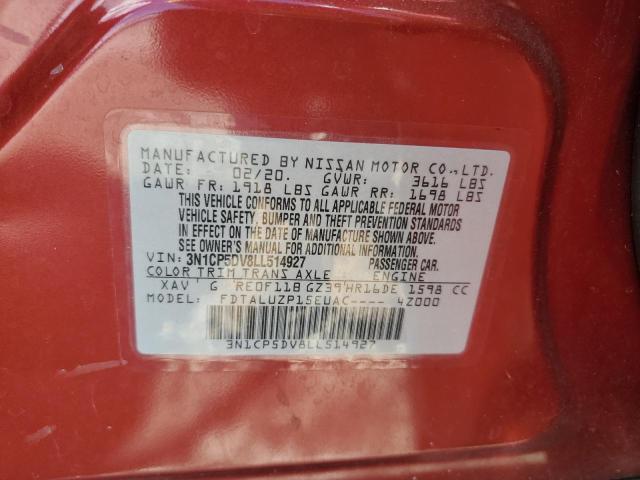 MANUFACTURED BY NISSAN MOTOR CO.,LTD.
DATE: 02/20. GVWR: 3616 LBS
GAWR FR: 1918 LBS GAWR RR: 1698 LBS
THIS VEHICLE CONFORMS TO ALL APPLICABLE FEDERAL MOTOR
VEHICLE SAFETY, BUMPER AND THEFT PREVENTION STANDARDS
IN EFFECT ON THE DATE OF MANUFACTURE SHOWN ABOVE.
SEE OWNER'S MANUAL FOR ADDITIONAL INFORMATION.
VIN: 3N1CP5DV8LL514927 PASSENGER CAR.
COLOR TRIM TRANS AXLE ENGINE
XAV G RE0F11B GZ39 HR16DE 1598 CC
MODEL: FDTALUZP15EUAC---- 4Z000
3N1CP5DV8LL514927